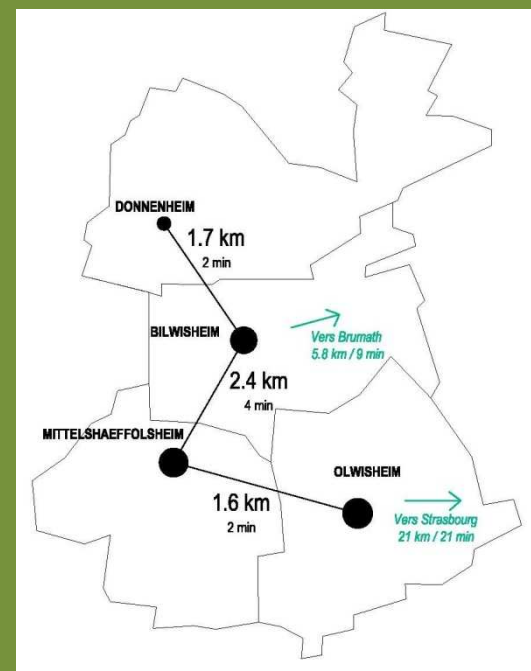 DONNENHEIM
1.7 km
2 min
BILWISHEIM
Vers Brumath
5.8 km / 9 min
2.4 km
4 min
MITTELSHAEFFOLSHEIM
OLWISHEIM
1.6 km
2 min
Vers Strasbourg
21 km / 21 min